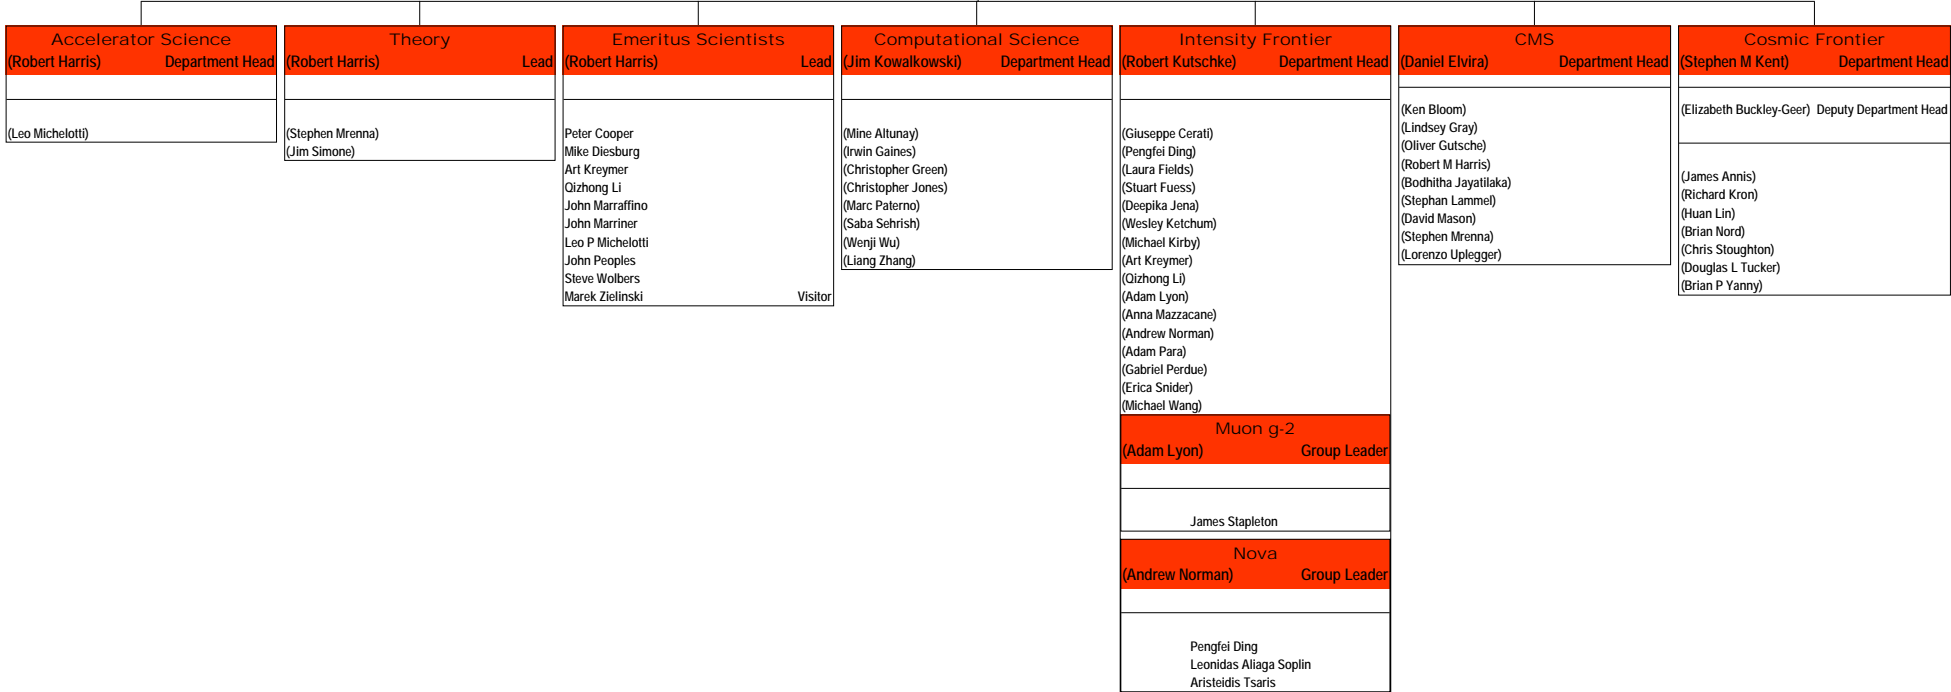 Accelerator Science
(Robert Harris) Department Head
(Leo Michelotti)
Theory
(Robert Harris) Lead
(Stephen Mrenna)
(Jim Simone)
Emeritus Scientists
(Robert Harris) Lead
Peter Cooper
Mike Diesburg
Art Kreymer
Qizhong Li
John Marraffino
John Marriner
Leo P Michelotti
John Peoples
Steve Wolbers
Marek Zielinski Visitor
Computational Science
(Jim Kowalkowski) Department Head
(Mine Altunay)
(Irwin Gaines)
(Christopher Green)
(Christopher Jones)
(Marc Paterno)
(Saba Sehrish)
(Wenji Wu)
(Liang Zhang)
Intensity Frontier
(Robert Kutschke) Department Head
(Giuseppe Cerati)
(Pengfei Ding)
(Laura Fields)
(Stuart Fuess)
(Deepika Jena)
(Wesley Ketchum)
(Michael Kirby)
(Art Kreymer)
(Qizhong Li)
(Adam Lyon)
(Anna Mazzacane)
(Andrew Norman)
(Adam Para)
(Gabriel Perdue)
(Erica Snider)
(Michael Wang)
Muon g-2
(Adam Lyon) Group Leader
James Stapleton
Nova
(Andrew Norman) Group Leader
Pengfei Ding
Leonidas Aliaga Soplin
Aristeidis Tsaris
CMS
(Daniel Elvira) Department Head
(Ken Bloom)
(Lindsey Gray)
(Oliver Gutsche)
(Robert M Harris)
(Bodhitha Jayatilaka)
(Stephan Lammel)
(David Mason)
(Stephen Mrenna)
(Lorenzo Uplegger)
Cosmic Frontier
(Stephen M Kent) Department Head
(Elizabeth Buckley-Geer) Deputy Department Head
(James Annis)
(Richard Kron)
(Huan Lin)
(Brian Nord)
(Chris Stoughton)
(Douglas L Tucker)
(Brian P Yanny)